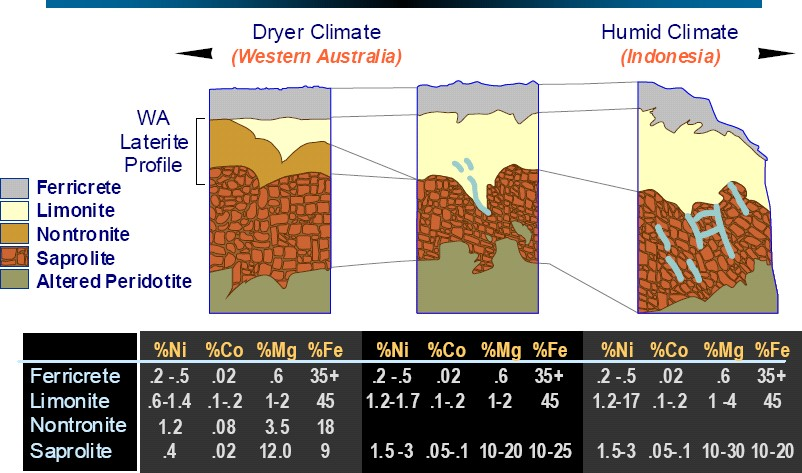 Dryer Climate
(Western Australia)
Humid Climate
(Indonesia)
WA
Laterite
Profile
Ferricrete
Limonite
Nontronite
Saprolite
Altered Peridotite
%Ni %Co %Mg %Fe %Ni %Co %Mg %Fe %Ni %Co %Mg %Fe
Ferricrete .2 -.5 .02 .6 35+ .2 -.5 .02 .6 35+ .2 -.5 .02 .6 35+
Limonite .6-1.4 .1-.2 1-2 45 1.2-1.7 .1-.2 1-2 45 1.2-17 .1-.2 1 -4 45
Nontronite 1.2 .08 3.5 18
Saprolite .4 .02 12.0 9 1.5 -3 .05-.1 10-20 10-25 1.5-3 .05-.1 10-30 10-20